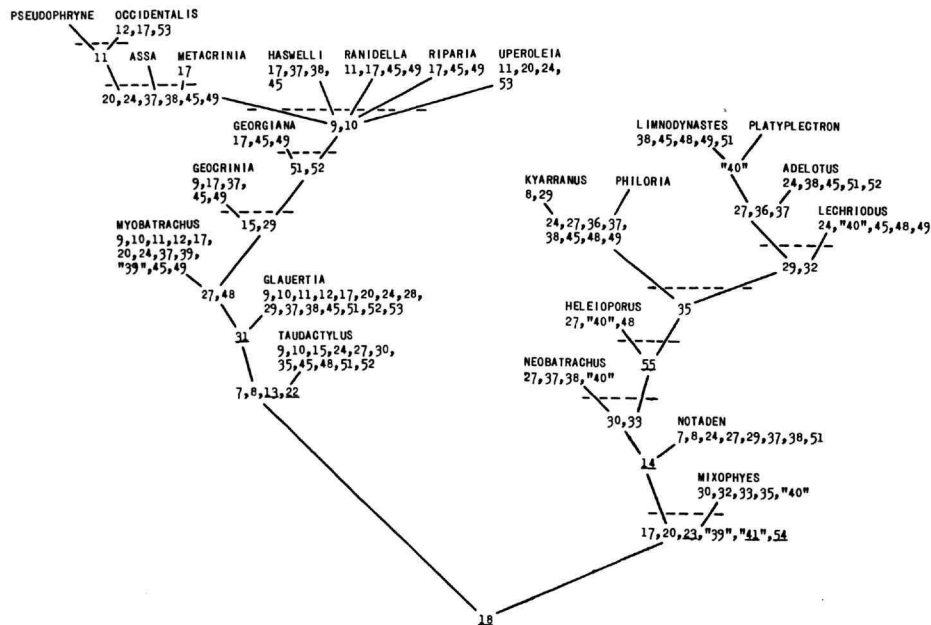 PSEUDOPHRYNE
OCCIDENTALIS
12,17,53
11
ASSA
METACRINIA
17
20,24,37,38,45,49
HASWELLI
17,37,38,
45
RANIDELLA
11,17,45,49
RIPARIA
17,45,49
UPEROLEIA
11,20,24,
53
9,10
GEORGIANA
17,45,49
51,52
GEOCRINIA
9,17,37,
45,49
15,29
MYOBATRACHUS
9,10,11,12,17,
20,24,37,39,
"39",45,49
27,48
GLAUERTIA
9,10,11,12,17,20,24,28,
29,37,38,45,51,52,53
31
TAUDACTYLUS
9,10,15,24,27,30,
35,45,48,51,52
7,8,13,22
LIMNODYNASTES
38,45,48,49,51
PLATYPLECTRON
"40"
ADELOTUS
24,38,45,51,52
27,36,37
LECHRIODUS
24,"40",45,48,49
29,32
KYARRANUS
8,29
PHILORIA
24,27,36,37,
38,45,48,49
35
HELEIOPORUS
27,"40",48
55
NEOBATRACHUS
27,37,38,"40"
30,33
NOTADEN
7,8,24,27,29,37,38,51
14
MIXOPHYES
30,32,33,35,"40"
17,20,23,"39","41",54
18